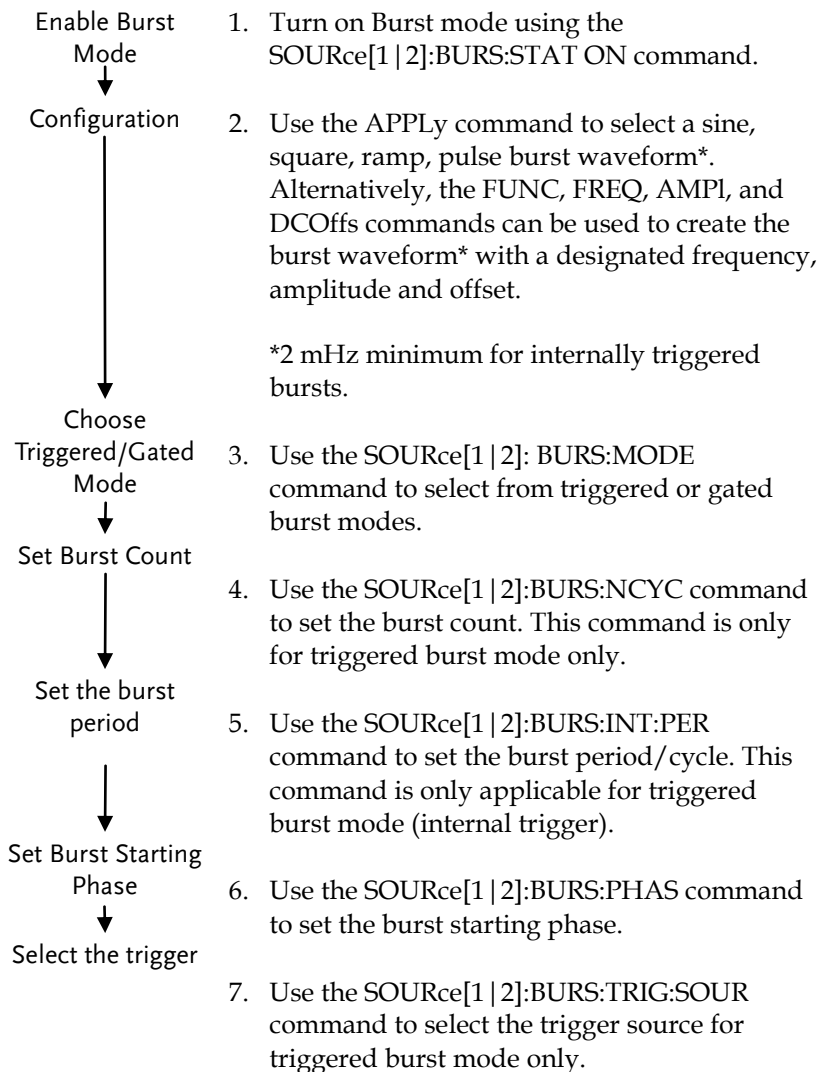 Enable Burst
Mode
1. Turn on Burst mode using the
SOURce[1|2]:BURS:STAT ON command.
Configuration
2. Use the APPLy command to select a sine,
square, ramp, pulse burst waveform*.
Alternatively, the FUNC, FREQ, AMPl, and
DCOffs commands can be used to create the
burst waveform* with a designated frequency,
amplitude and offset.
*2 mHz minimum for internally triggered
bursts.
Choose
Triggered/Gated
Mode
3. Use the SOURce[1|2]: BURS:MODE
command to select from triggered or gated
burst modes.
Set Burst Count
4. Use the SOURce[1|2]:BURS:NCYC command
to set the burst count. This command is only
for triggered burst mode only.
Set the burst
period
5. Use the SOURce[1|2]:BURS:INT:PER
command to set the burst period/cycle. This
command is only applicable for triggered
burst mode (internal trigger).
Set Burst Starting
Phase
6. Use the SOURce[1|2]:BURS:PHAS command
to set the burst starting phase.
Select the trigger
7. Use the SOURce[1|2]:BURS:TRIG:SOUR
command to select the trigger source for
triggered burst mode only.